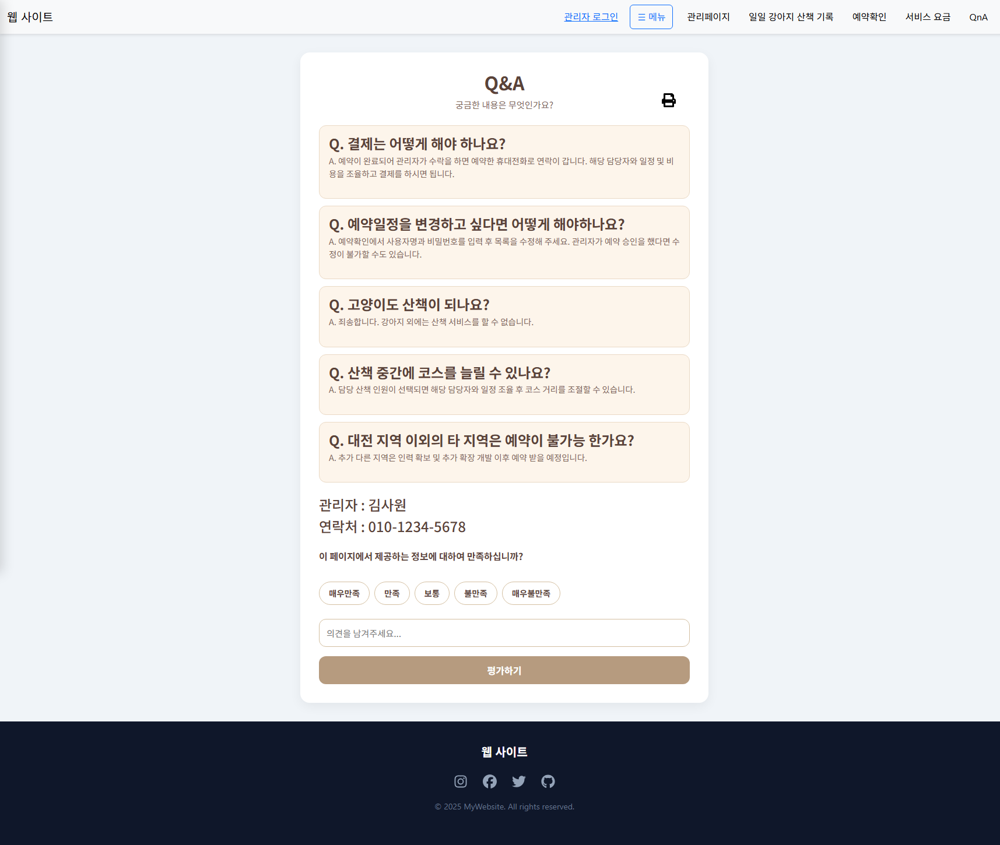 웹 사이트
관리자 로그인
☰ 메뉴
관리페이지
일일 강아지 산책 기록
예약확인
서비스 요금
QnA
Q&A
궁금한 내용은 무엇인가요?
Q. 결제는 어떻게 해야 하나요?
A. 예약이 완료되어 관리자가 수락을 하면 예약한 휴대전화로 연락이 갑니다. 해당 담당자와 일정 및 비
용을 조율하고 결제를 하시면 됩니다.
Q. 예약일정을 변경하고 싶다면 어떻게 해야하나요?
A. 예약확인에서 사용자명과 비밀번호를 입력 후 목록을 수정해 주세요. 관리자가 예약 승인을 했다면 수
정이 불가할 수도 있습니다.
Q. 고양이도 산책이 되나요?
A. 죄송합니다. 강아지 외에는 산책 서비스를 할 수 없습니다.
Q. 산책 중간에 코스를 늘릴 수 있나요?
A. 담당 산책 인원이 선택되면 해당 담당자와 일정 조율 후 코스 거리를 조절할 수 있습니다.
Q. 대전 지역 이외의 타 지역은 예약이 불가능 한가요?
A. 추가 다른 지역은 인력 확보 및 추가 확장 개발 이후 예약 받을 예정입니다.
관리자 : 김사원
연락처 : 010-1234-5678
이 페이지에서 제공하는 정보에 대하여 만족하십니까?
매우만족
만족
보통
불만족
매우불만족
의견을 남겨주세요...
평가하기
웹 사이트
© 2025 MyWebsite. All rights reserved.